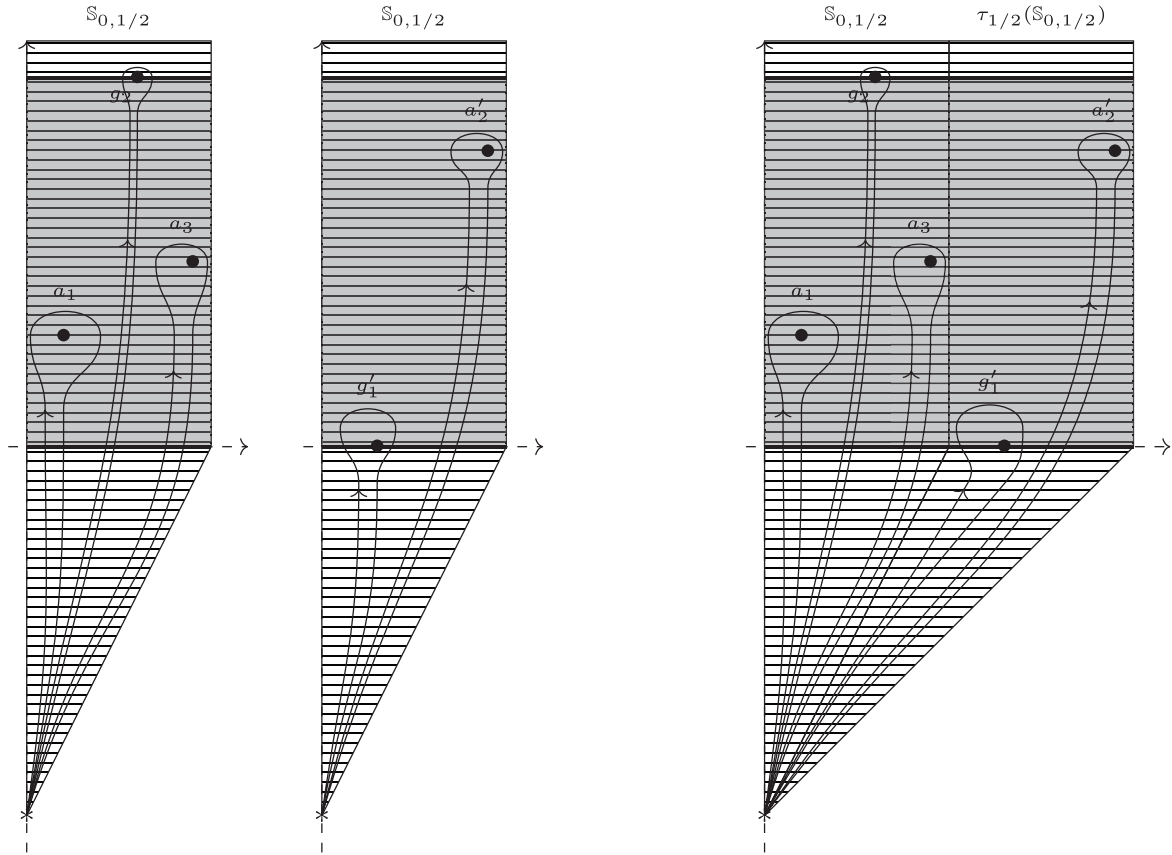 𝕊₀,₁/₂ 𝕊₀,₁/₂ 𝕊₀,₁/₂ τ₁/₂(𝕊₀,₁/₂)
g₂ g₂
a′₂ a′₂
a₃ a₃
a₁ a₁
g′₁ g′₁